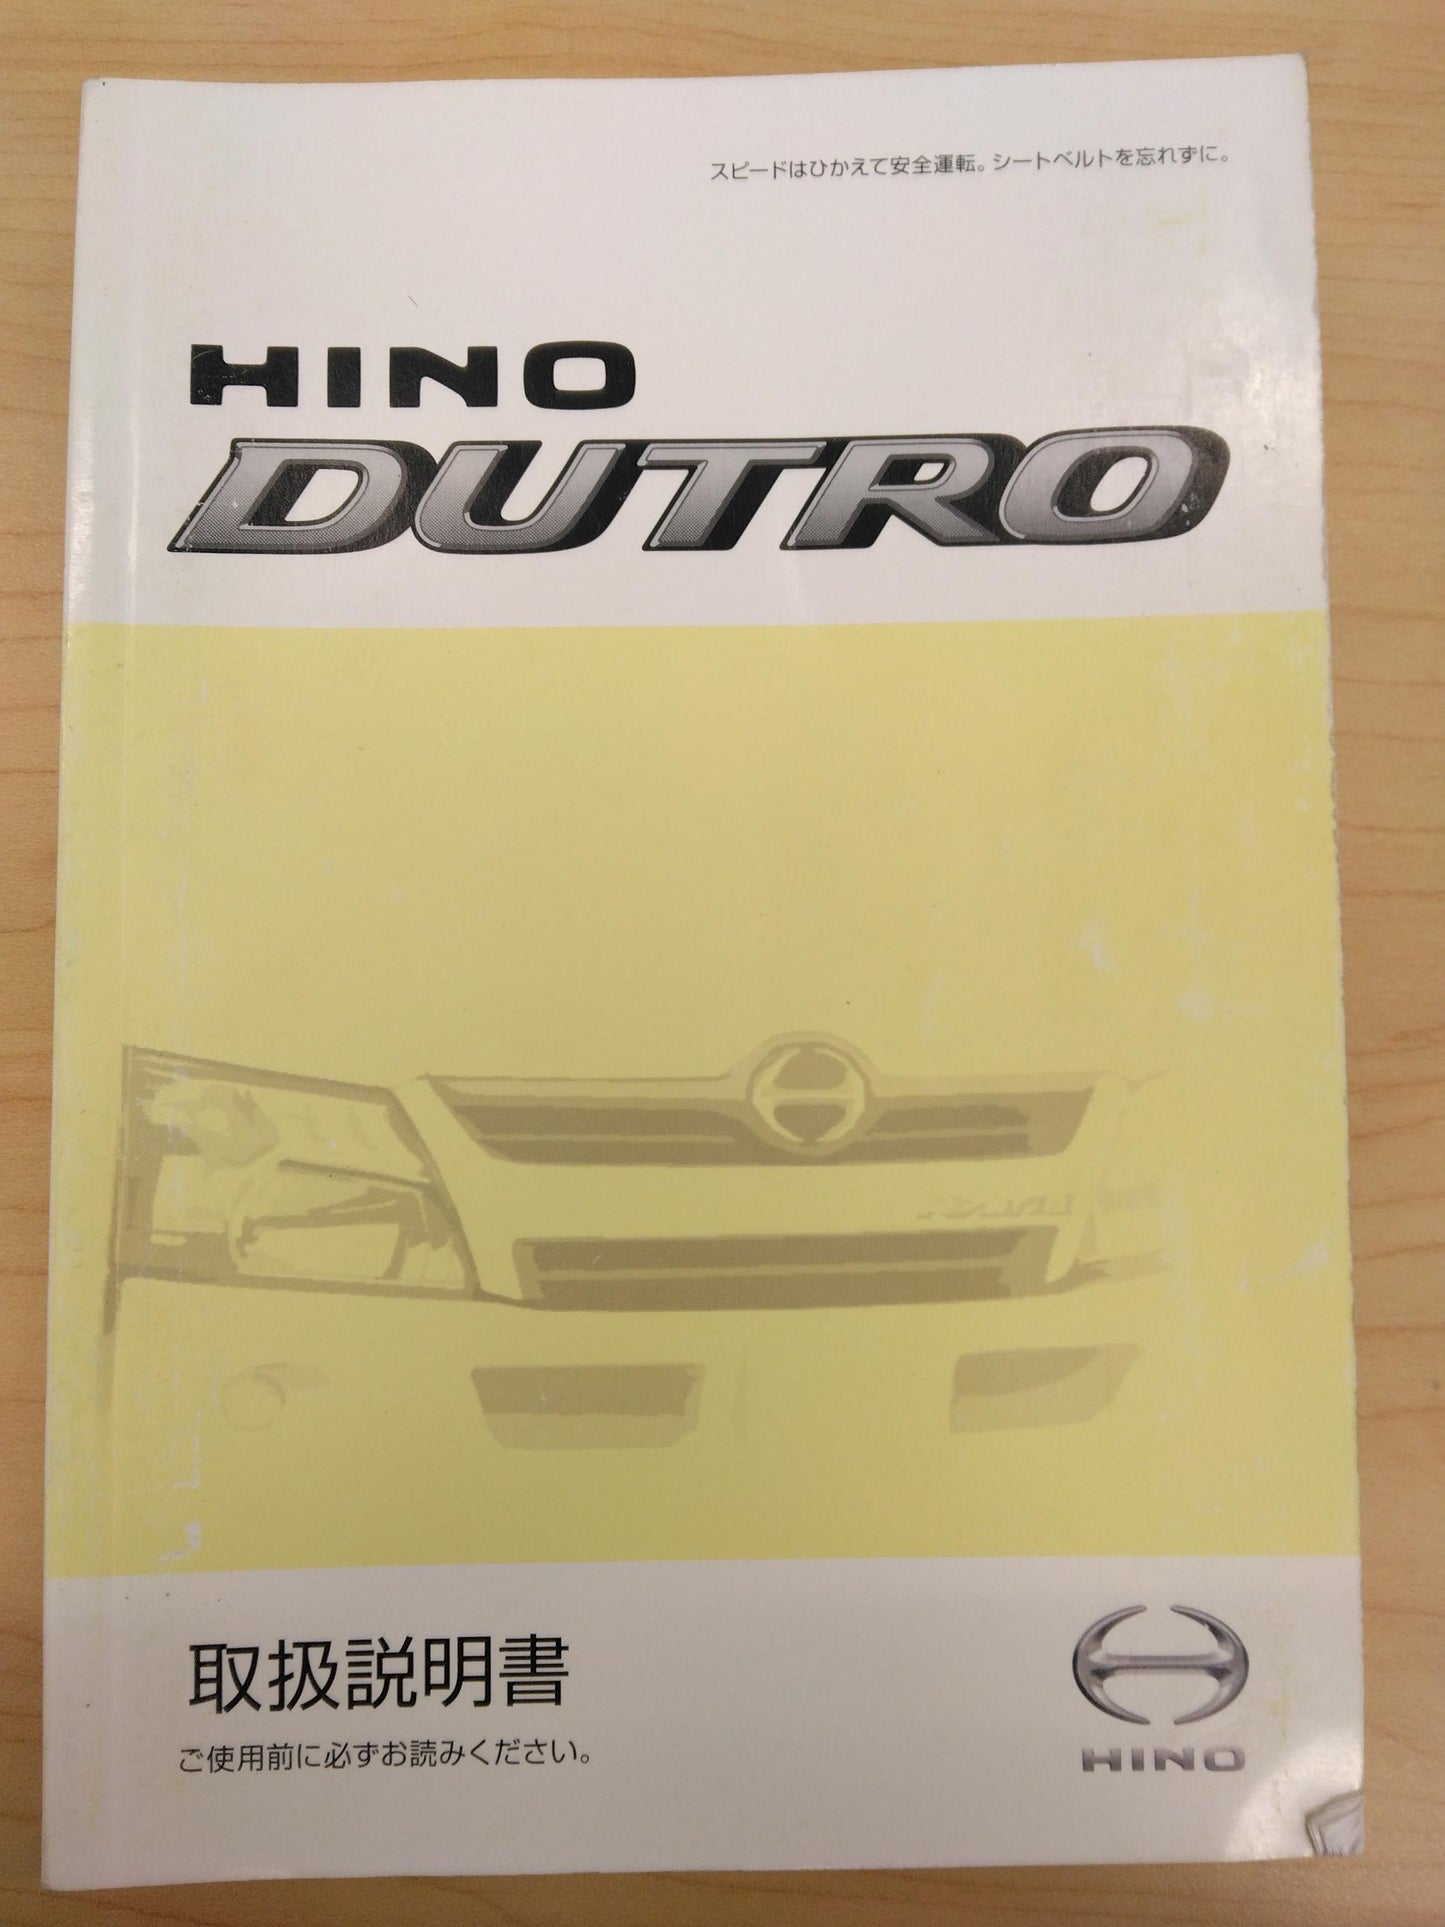 スピードはひかえて安全運転。シートベルトを忘れずに。
HINO
DUTRO
取扱説明書
ご使用前に必ずお読みください。
HINO